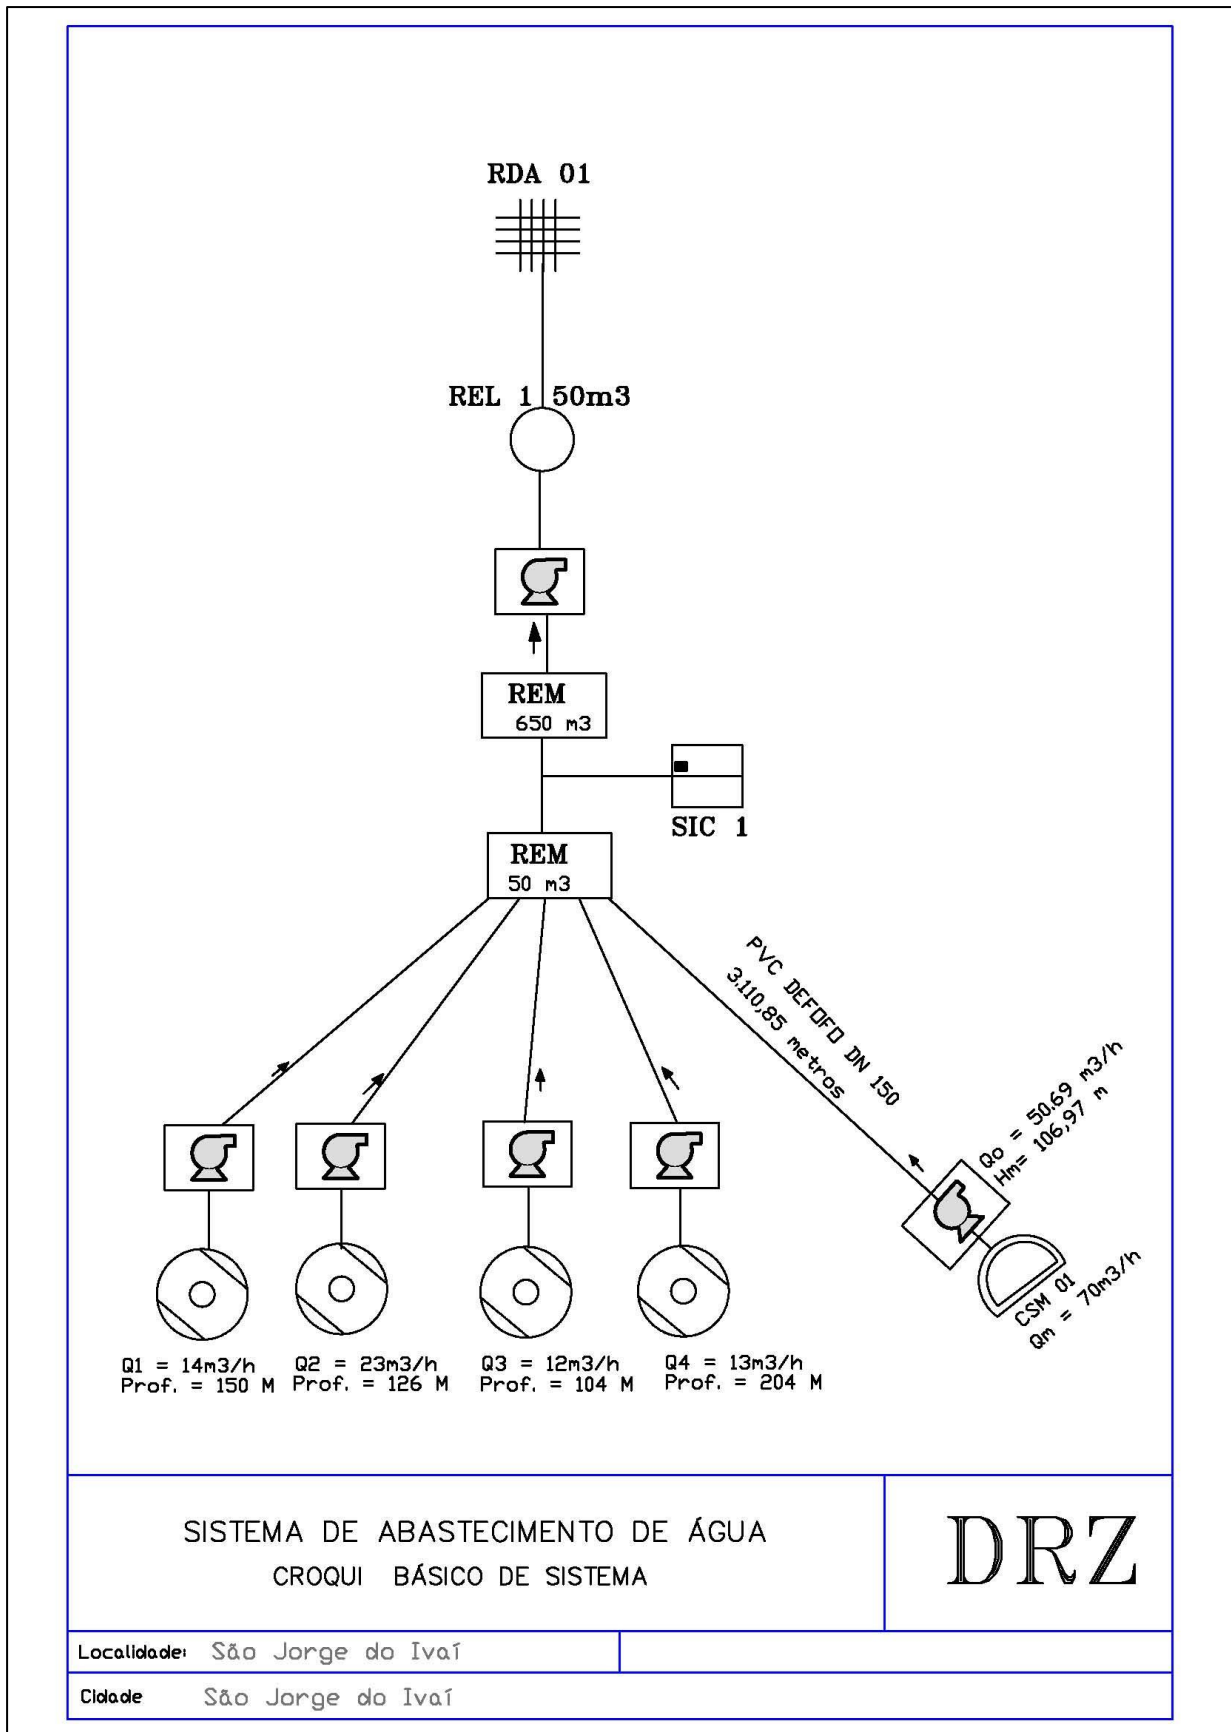 RDA 01
REL 1 50m3
REM
650 m3
SIC 1
REM
50 m3
PVC DEFOFO DN 150
3.110,85 metros
Qo = 50.69 m3/h
Hm= 106,97 m
CSM 01
Qm = 70m3/h
Q1 = 14m3/h
Prof. = 150 M
Q2 = 23m3/h
Prof. = 126 M
Q3 = 12m3/h
Prof. = 104 M
Q4 = 13m3/h
Prof. = 204 M
SISTEMA DE ABASTECIMENTO DE ÁGUA
CROQUI BÁSICO DE SISTEMA
DRZ
Localidade: São Jorge do Ivaí
Cidade São Jorge do Ivaí